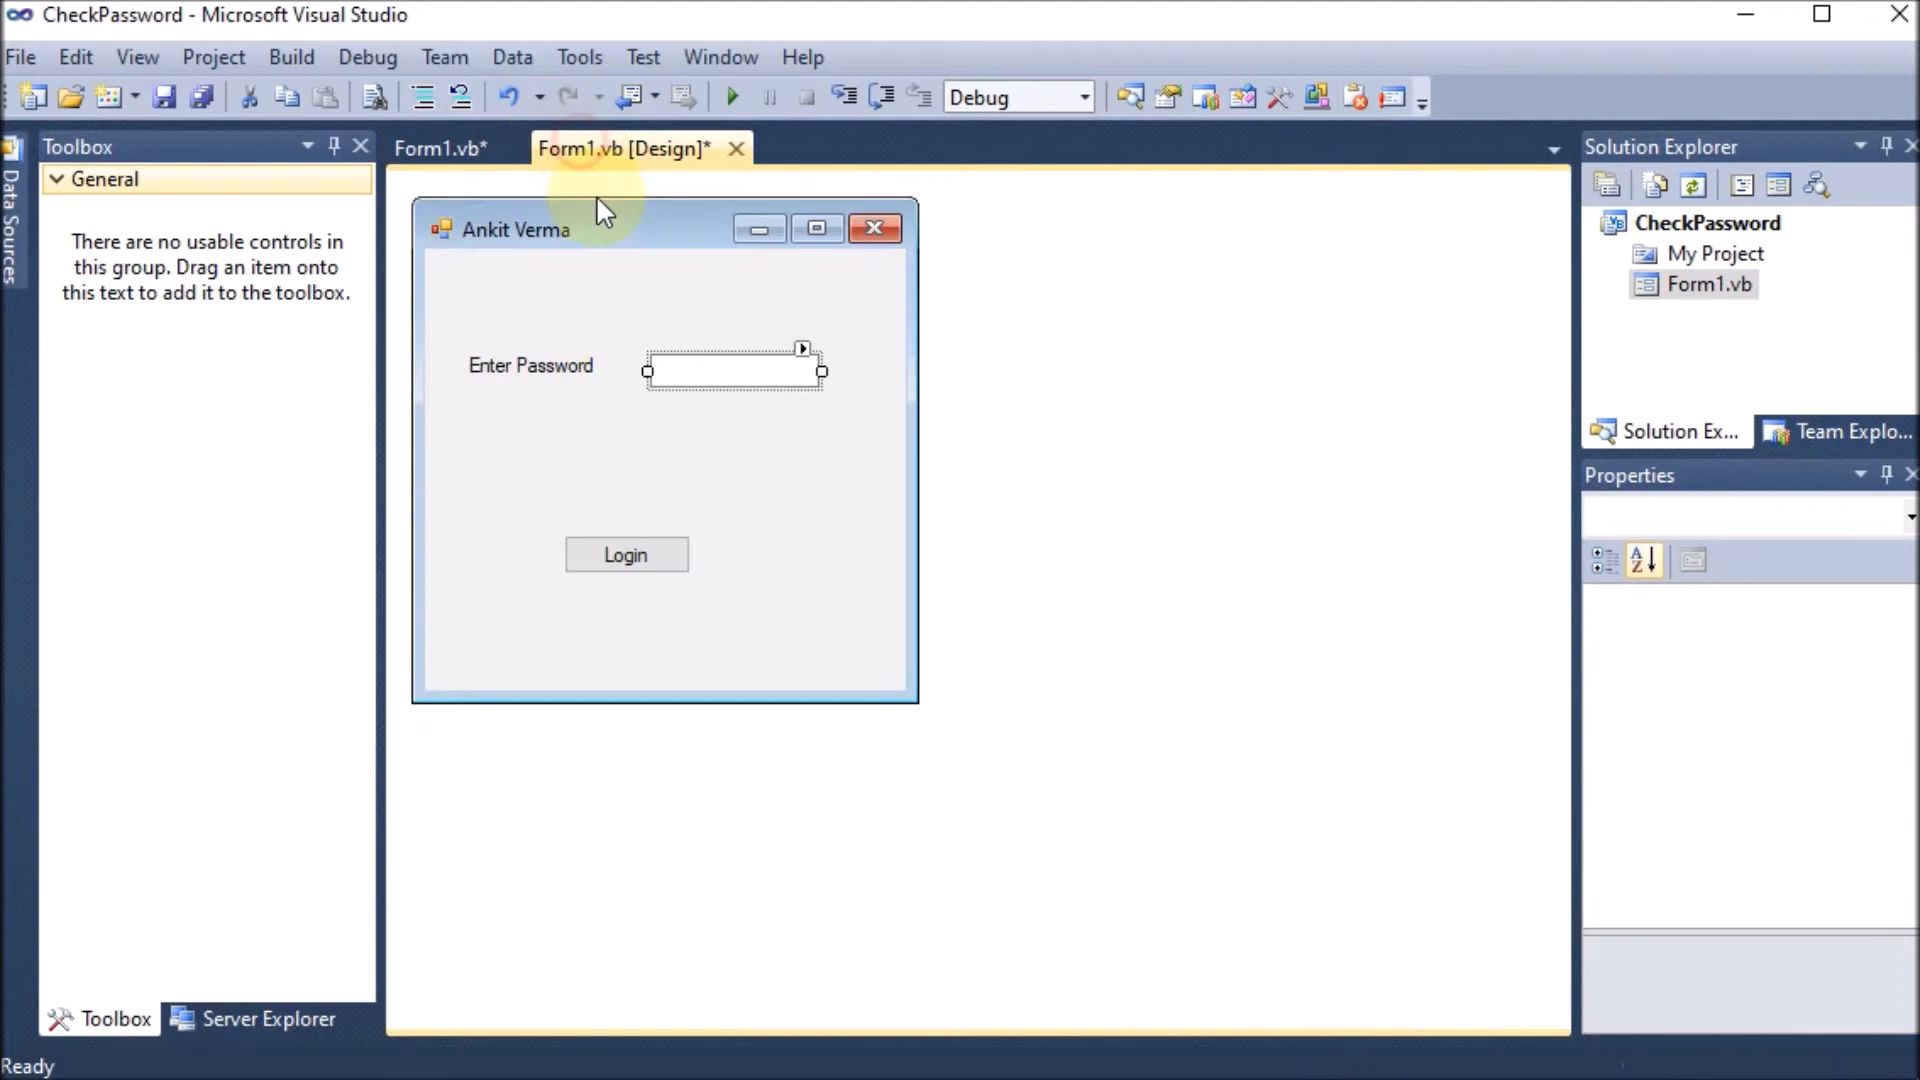 CheckPassword - Microsoft Visual Studio
File Edit View Project Build Debug Team Data Tools Test Window Help
Debug
Data Sources
Toolbox
General
There are no usable controls in
this group. Drag an item onto
this text to add it to the toolbox.
Toolbox Server Explorer
Form1.vb* Form1.vb [Design]*
Ankit Verma
Enter Password
Login
Solution Explorer
CheckPassword
My Project
Form1.vb
Solution Ex... Team Explo...
Properties
Ready